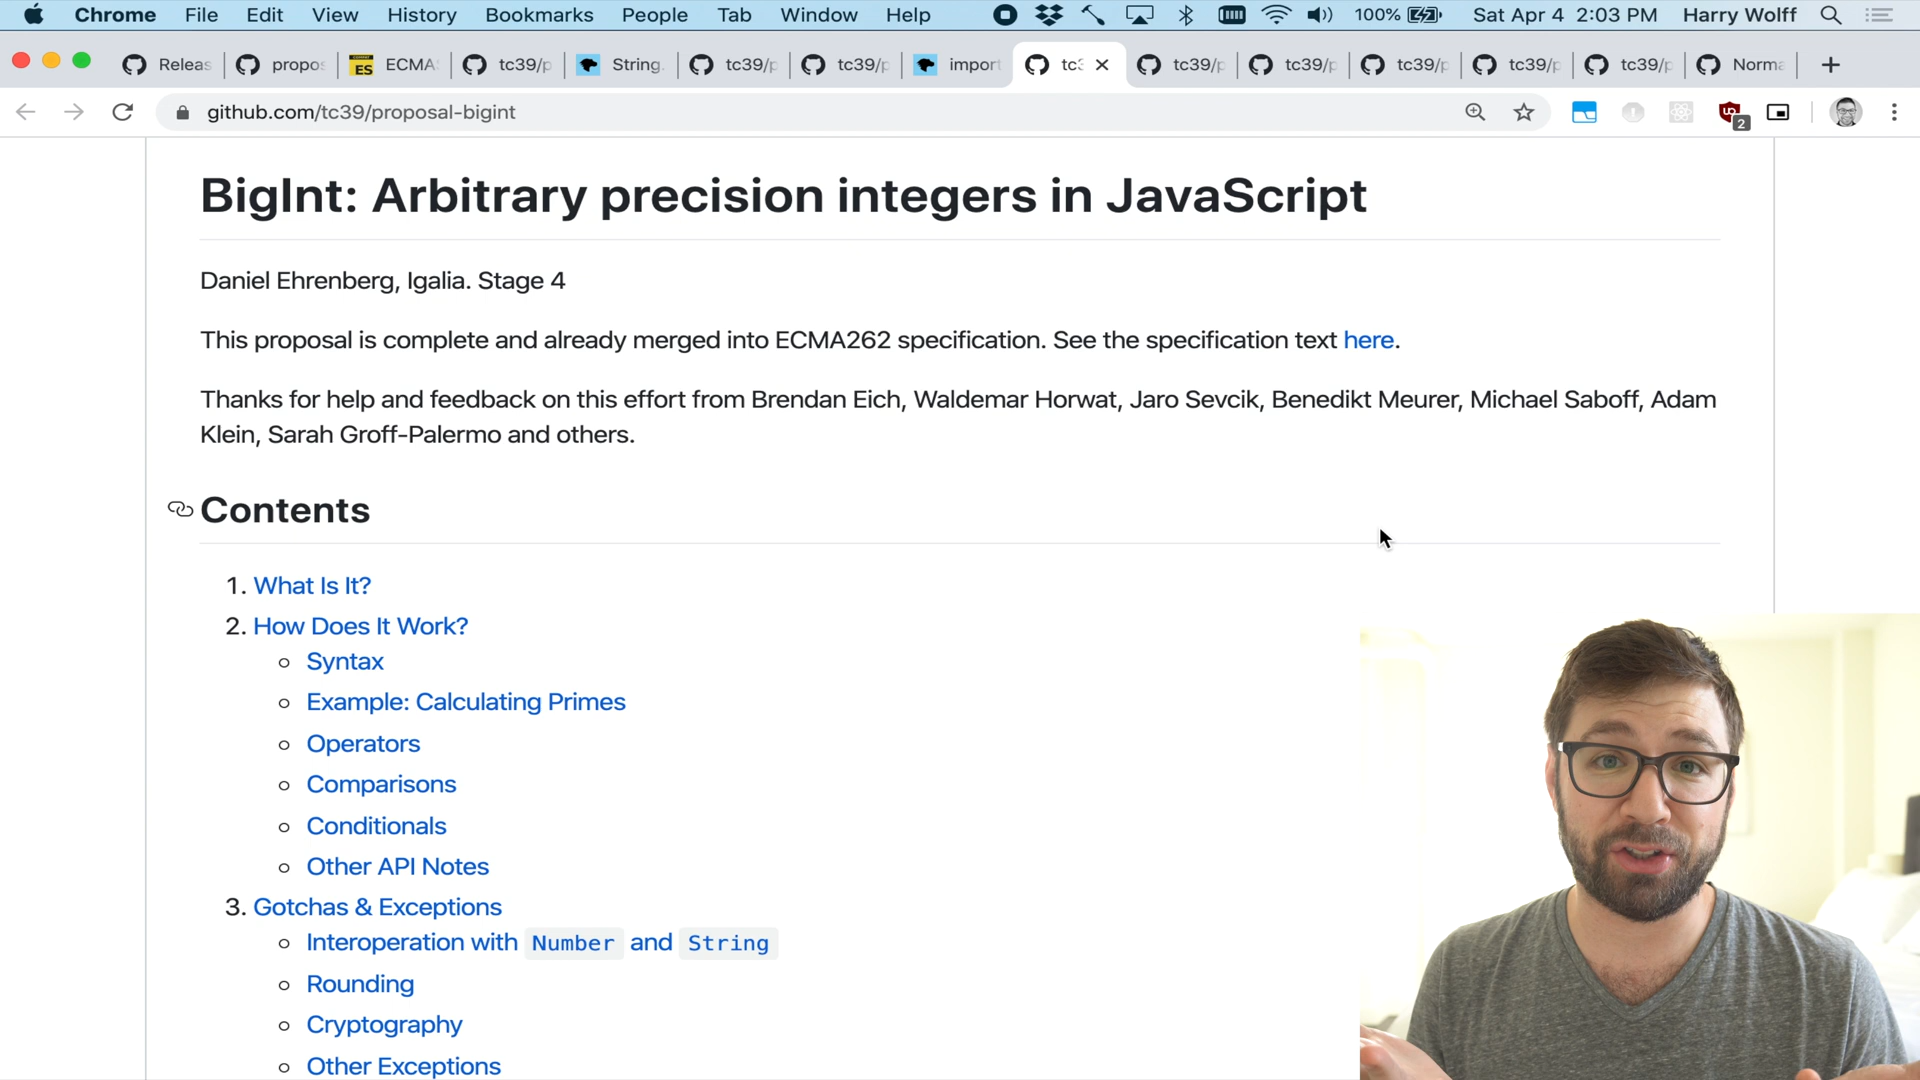 Chrome File Edit View History Bookmarks People Tab Window Help 100% Sat Apr 4 2:03 PM Harry Wolff
Releas propos ES ECMA tc39/p String. tc39/p tc39/p import tc3 tc39/p tc39/p tc39/p tc39/p tc39/p Norma
github.com/tc39/proposal-bigint 2
BigInt: Arbitrary precision integers in JavaScript
Daniel Ehrenberg, Igalia. Stage 4
This proposal is complete and already merged into ECMA262 specification. See the specification text here.
Thanks for help and feedback on this effort from Brendan Eich, Waldemar Horwat, Jaro Sevcik, Benedikt Meurer, Michael Saboff, Adam
Klein, Sarah Groff-Palermo and others.
Contents
1. What Is It?
2. How Does It Work?
Syntax
Example: Calculating Primes
Operators
Comparisons
Conditionals
Other API Notes
3. Gotchas & Exceptions
Interoperation with Number and String
Rounding
Cryptography
Other Exceptions